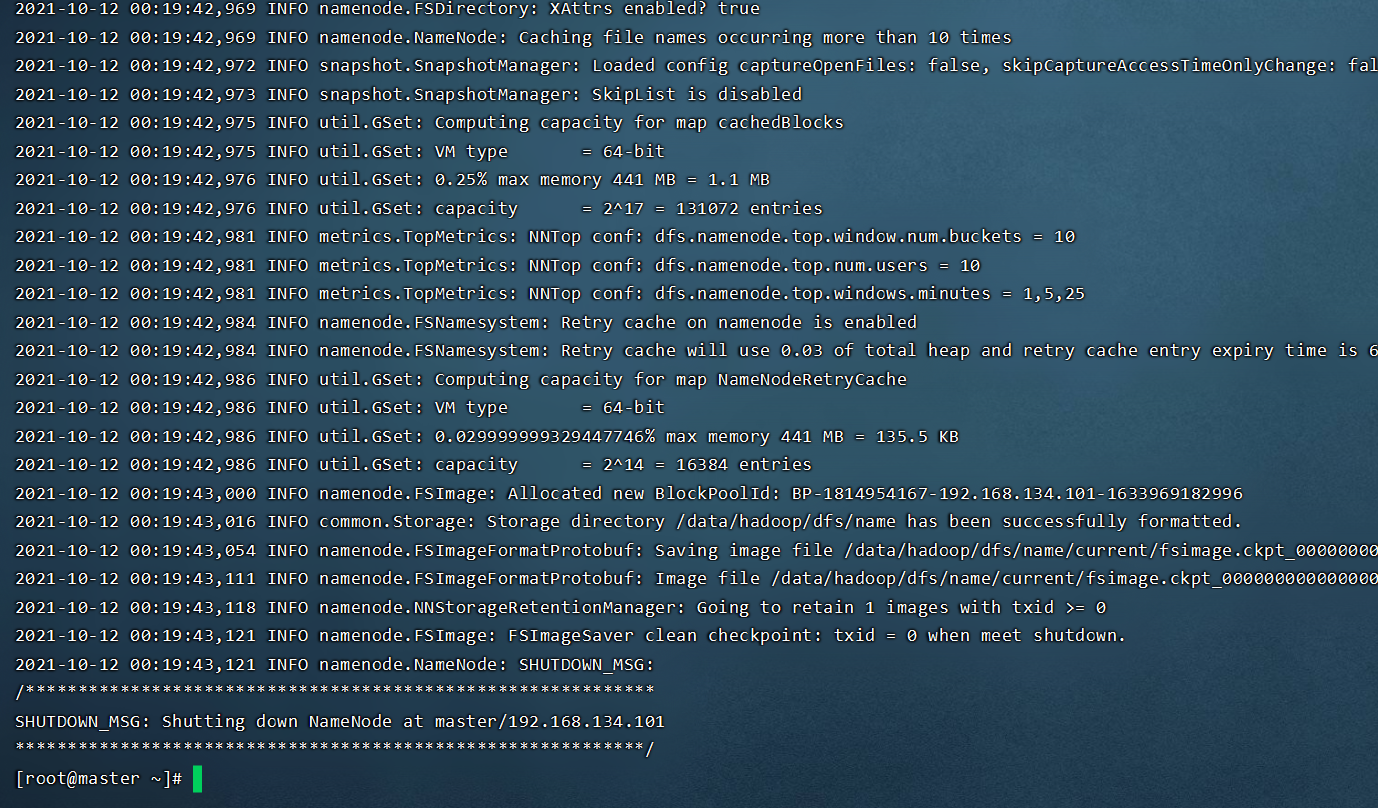 2021-10-12 00:19:42,969 INFO namenode.FSDirectory: XAttrs enabled? true
2021-10-12 00:19:42,969 INFO namenode.NameNode: Caching file names occurring more than 10 times
2021-10-12 00:19:42,972 INFO snapshot.SnapshotManager: Loaded config captureOpenFiles: false, skipCaptureAccessTimeOnlyChange: fal
2021-10-12 00:19:42,973 INFO snapshot.SnapshotManager: SkipList is disabled
2021-10-12 00:19:42,975 INFO util.GSet: Computing capacity for map cachedBlocks
2021-10-12 00:19:42,975 INFO util.GSet: VM type       = 64-bit
2021-10-12 00:19:42,976 INFO util.GSet: 0.25% max memory 441 MB = 1.1 MB
2021-10-12 00:19:42,976 INFO util.GSet: capacity      = 2^17 = 131072 entries
2021-10-12 00:19:42,981 INFO metrics.TopMetrics: NNTop conf: dfs.namenode.top.window.num.buckets = 10
2021-10-12 00:19:42,981 INFO metrics.TopMetrics: NNTop conf: dfs.namenode.top.num.users = 10
2021-10-12 00:19:42,981 INFO metrics.TopMetrics: NNTop conf: dfs.namenode.top.windows.minutes = 1,5,25
2021-10-12 00:19:42,984 INFO namenode.FSNamesystem: Retry cache on namenode is enabled
2021-10-12 00:19:42,984 INFO namenode.FSNamesystem: Retry cache will use 0.03 of total heap and retry cache entry expiry time is 6
2021-10-12 00:19:42,986 INFO util.GSet: Computing capacity for map NameNodeRetryCache
2021-10-12 00:19:42,986 INFO util.GSet: VM type       = 64-bit
2021-10-12 00:19:42,986 INFO util.GSet: 0.029999999329447746% max memory 441 MB = 135.5 KB
2021-10-12 00:19:42,986 INFO util.GSet: capacity      = 2^14 = 16384 entries
2021-10-12 00:19:43,000 INFO namenode.FSImage: Allocated new BlockPoolId: BP-1814954167-192.168.134.101-1633969182996
2021-10-12 00:19:43,016 INFO common.Storage: Storage directory /data/hadoop/dfs/name has been successfully formatted.
2021-10-12 00:19:43,054 INFO namenode.FSImageFormatProtobuf: Saving image file /data/hadoop/dfs/name/current/fsimage.ckpt_00000000
2021-10-12 00:19:43,111 INFO namenode.FSImageFormatProtobuf: Image file /data/hadoop/dfs/name/current/fsimage.ckpt_000000000000000
2021-10-12 00:19:43,118 INFO namenode.NNStorageRetentionManager: Going to retain 1 images with txid >= 0
2021-10-12 00:19:43,121 INFO namenode.FSImage: FSImageSaver clean checkpoint: txid = 0 when meet shutdown.
2021-10-12 00:19:43,121 INFO namenode.NameNode: SHUTDOWN_MSG:
/************************************************************
SHUTDOWN_MSG: Shutting down NameNode at master/192.168.134.101
************************************************************/
[root@master ~]#